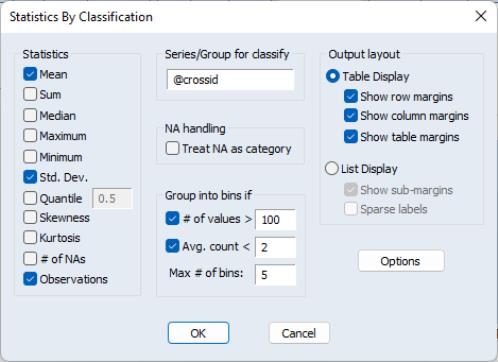 Statistics By Classification
Statistics
Mean
Sum
Median
Maximum
Minimum
Std. Dev.
Quantile 0.5
Skewness
Kurtosis
# of NAs
Observations
Series/Group for classify
@crossid
NA handling
Treat NA as category
Group into bins if
# of values > 100
Avg. count < 2
Max # of bins: 5
Output layout
Table Display
Show row margins
Show column margins
Show table margins
List Display
Show sub-margins
Sparse labels
Options
OK
Cancel